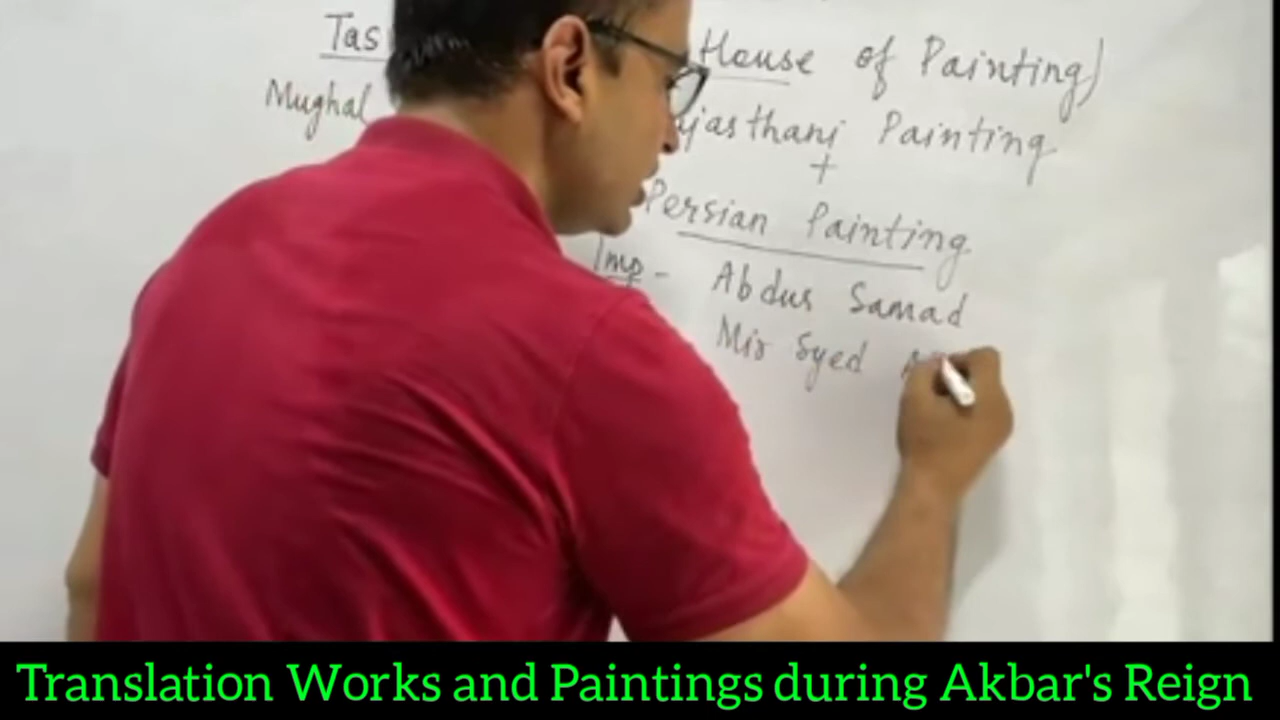 Tas House of Painting)
Mughal jasthani Painting
+
Persian Painting
Imp - Abdus Samad
Mir Syed
Translation Works and Paintings during Akbar's Reign